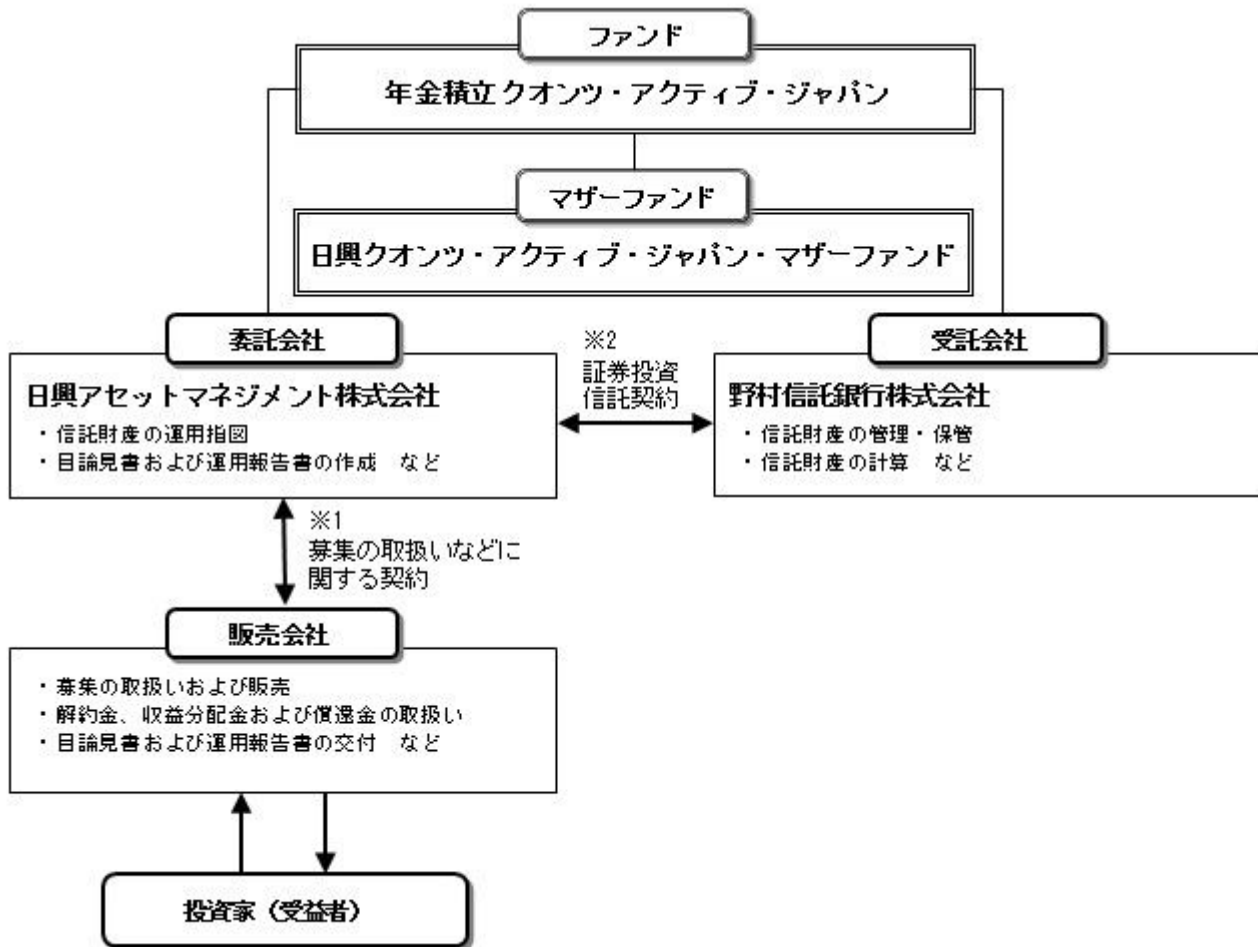 ファンド
年金積立 クオンツ・アクティブ・ジャパン
マザーファンド
日興クオンツ・アクティブ・ジャパン・マザーファンド
委託会社
日興アセットマネジメント株式会社
・信託財産の運用指図
・目論見書および運用報告書の作成 など
※2
証券投資
信託契約
受託会社
野村信託銀行株式会社
・信託財産の管理・保管
・信託財産の計算 など
※1
募集の取扱いなどに
関する契約
販売会社
・募集の取扱いおよび販売
・解約金、収益分配金および償還金の取扱い
・目論見書および運用報告書の交付 など
投資家（受益者）